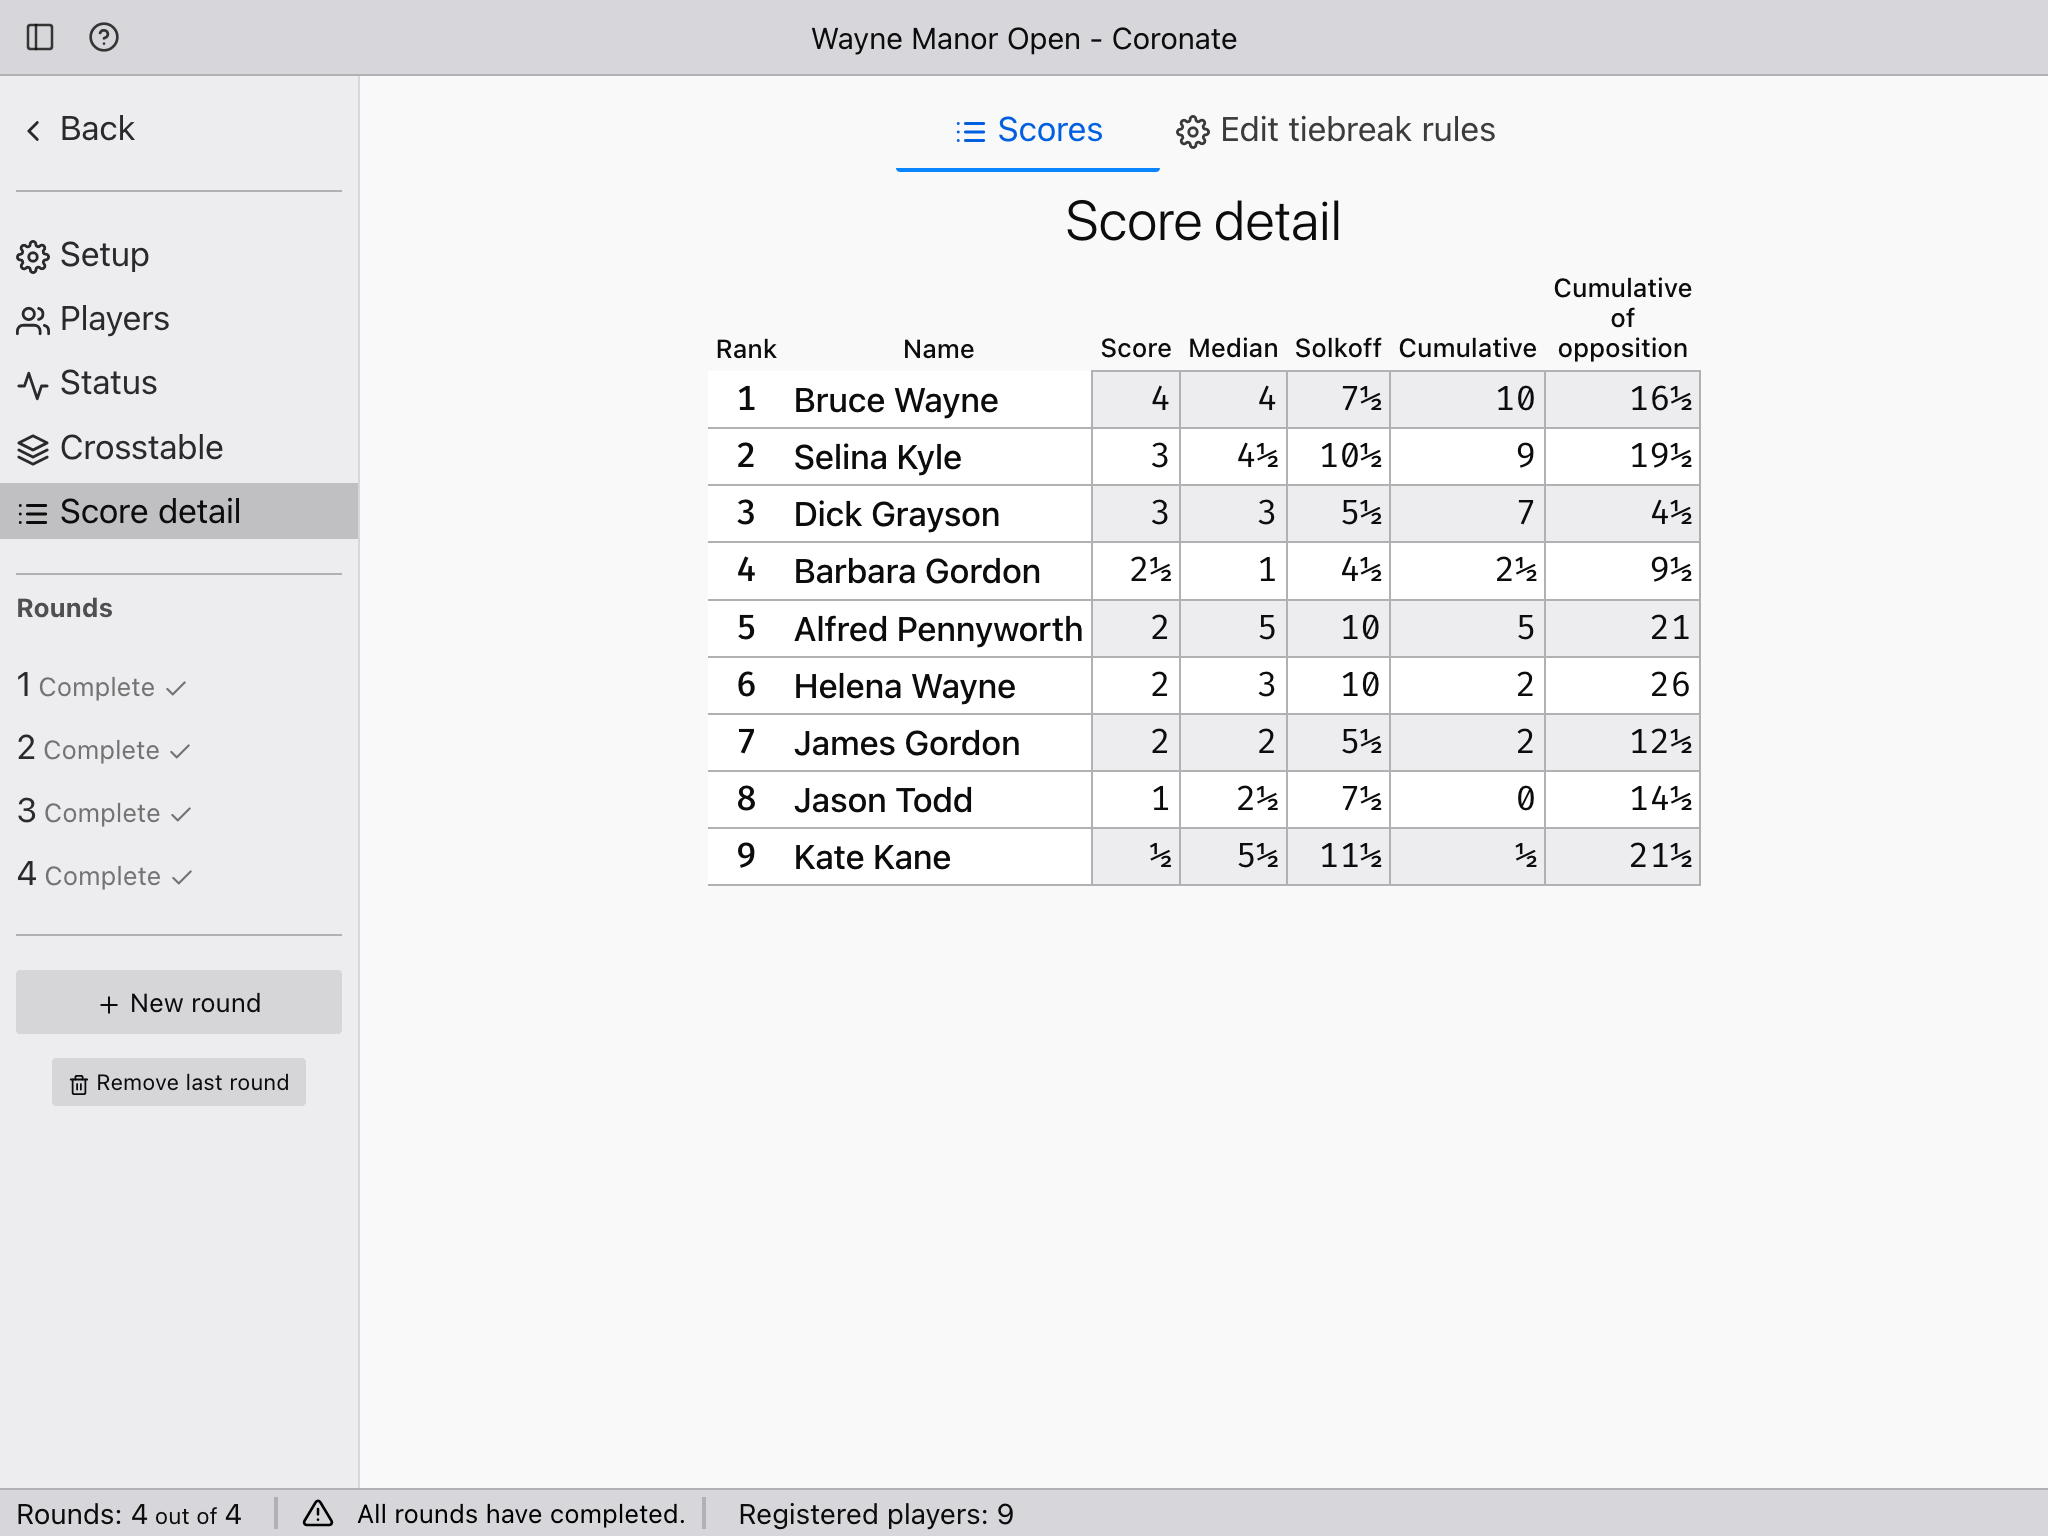 Wayne Manor Open - Coronate
Back
Setup
Players
Status
Crosstable
Score detail
Rounds
1 Complete
2 Complete
3 Complete
4 Complete
New round
Remove last round
Scores Edit tiebreak rules
Score detail
Rank Name Score Median Solkoff Cumulative Cumulative of opposition
1 Bruce Wayne 4 4 7½ 10 16½
2 Selina Kyle 3 4½ 10½ 9 19½
3 Dick Grayson 3 3 5½ 7 4½
4 Barbara Gordon 2½ 1 4½ 2½ 9½
5 Alfred Pennyworth 2 5 10 5 21
6 Helena Wayne 2 3 10 2 26
7 James Gordon 2 2 5½ 2 12½
8 Jason Todd 1 2½ 7½ 0 14½
9 Kate Kane ½ 5½ 11½ ½ 21½
Rounds: 4 out of 4 All rounds have completed. Registered players: 9